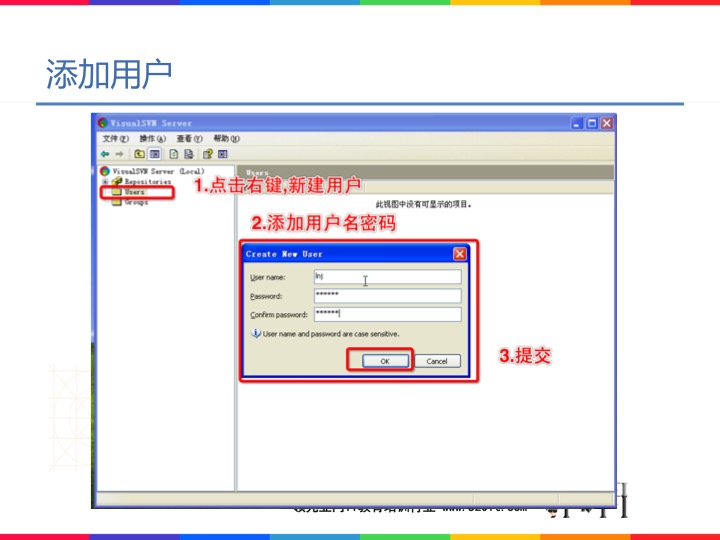 添加用户
VisualSVN Server
文件(F) 操作(A) 查看(V) 帮助(H)
VisualSVN Server (Local)
Repositories
Users
Groups
Users
1.点击右键,新建用户
此视图中没有可显示的项目。
2.添加用户名密码
Create New User
User name:
Password: ******
Confirm password: ******
User name and password are case sensitive.
OK Cancel
3.提交